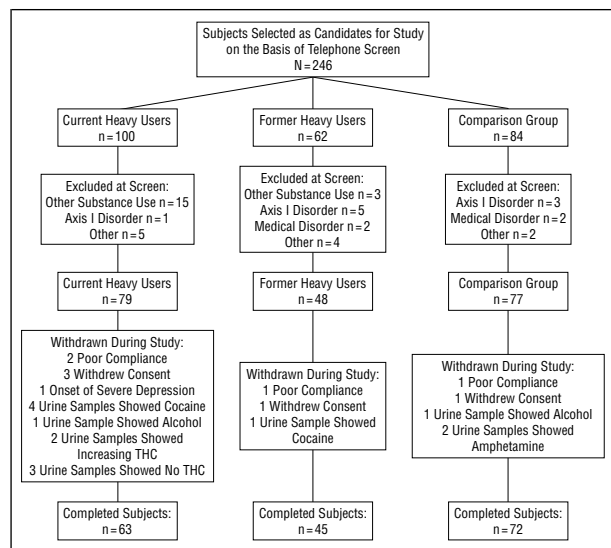 Subjects Selected as Candidates for Study
on the Basis of Telephone Screen
N=246
Current Heavy Users
n=100
Former Heavy Users
n=62
Comparison Group
n=84
Excluded at Screen:
Other Substance Use n=15
Axis I Disorder n=1
Other n=5
Excluded at Screen:
Other Substance Use n=3
Axis I Disorder n=5
Medical Disorder n=2
Other n=4
Excluded at Screen:
Axis I Disorder n=3
Medical Disorder n=2
Other n=2
Current Heavy Users
n=79
Former Heavy Users
n=48
Comparison Group
n=77
Withdrawn During Study:
2 Poor Compliance
3 Withdrew Consent
1 Onset of Severe Depression
4 Urine Samples Showed Cocaine
1 Urine Sample Showed Alcohol
2 Urine Samples Showed
Increasing THC
3 Urine Samples Showed No THC
Withdrawn During Study:
1 Poor Compliance
1 Withdrew Consent
1 Urine Sample Showed
Cocaine
Withdrawn During Study:
1 Poor Compliance
1 Withdrew Consent
1 Urine Sample Showed Alcohol
2 Urine Samples Showed
Amphetamine
Completed Subjects:
n=63
Completed Subjects:
n=45
Completed Subjects:
n=72